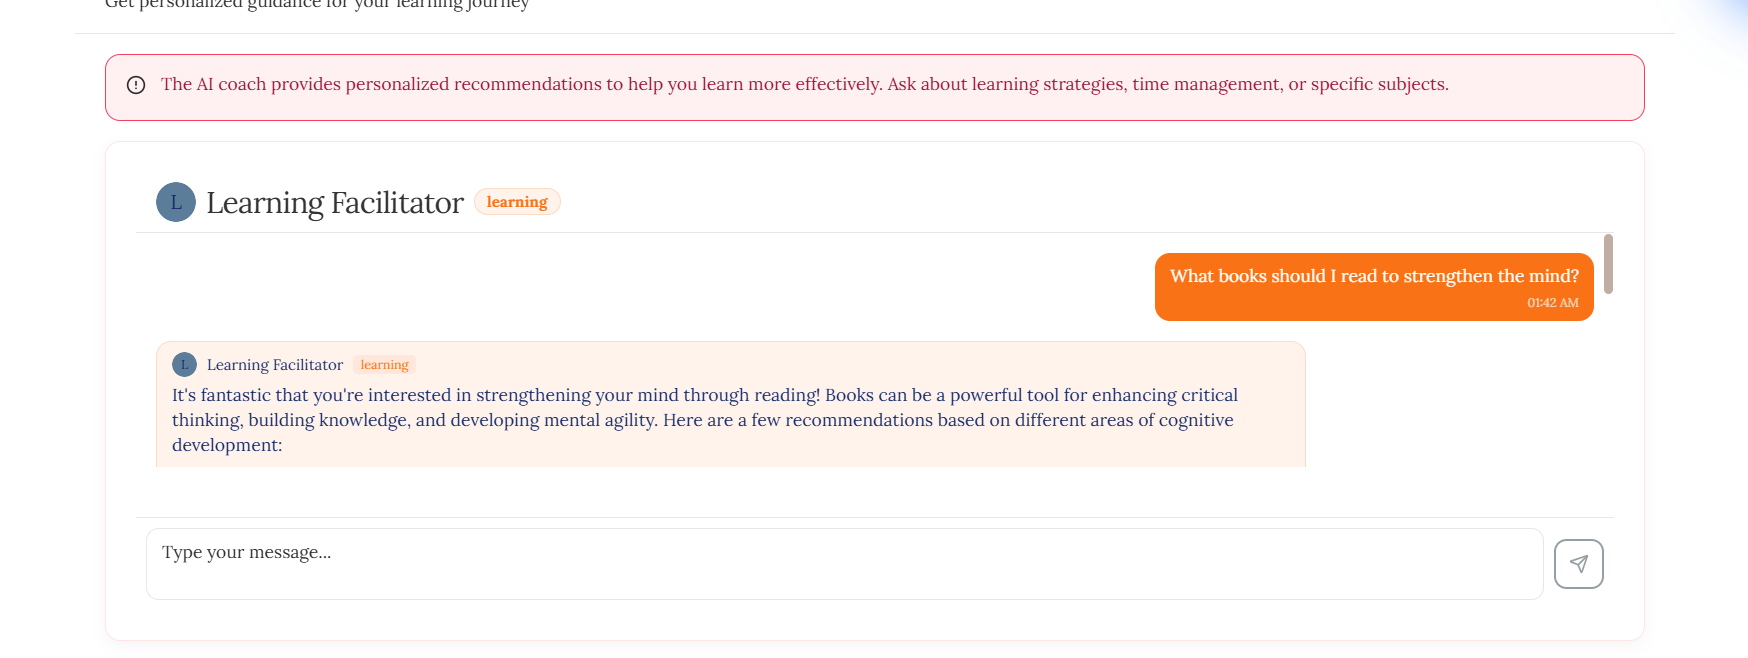 Get personalized guidance for your learning journey
The AI coach provides personalized recommendations to help you learn more effectively. Ask about learning strategies, time management, or specific subjects.
L Learning Facilitator learning
What books should I read to strengthen the mind?
01:42 AM
L Learning Facilitator learning
It's fantastic that you're interested in strengthening your mind through reading! Books can be a powerful tool for enhancing critical
thinking, building knowledge, and developing mental agility. Here are a few recommendations based on different areas of cognitive
development:
Type your message...